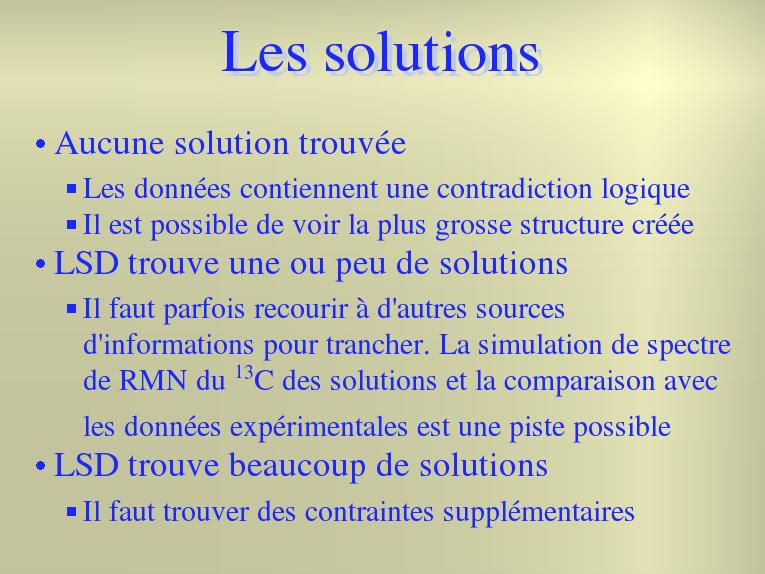 Les solutions
• Aucune solution trouvée
▪ Les données contiennent une contradiction logique
▪ Il est possible de voir la plus grosse structure créée
• LSD trouve une ou peu de solutions
▪ Il faut parfois recourir à d'autres sources
d'informations pour trancher. La simulation de spectre
de RMN du ¹³C des solutions et la comparaison avec
les données expérimentales est une piste possible
• LSD trouve beaucoup de solutions
▪ Il faut trouver des contraintes supplémentaires